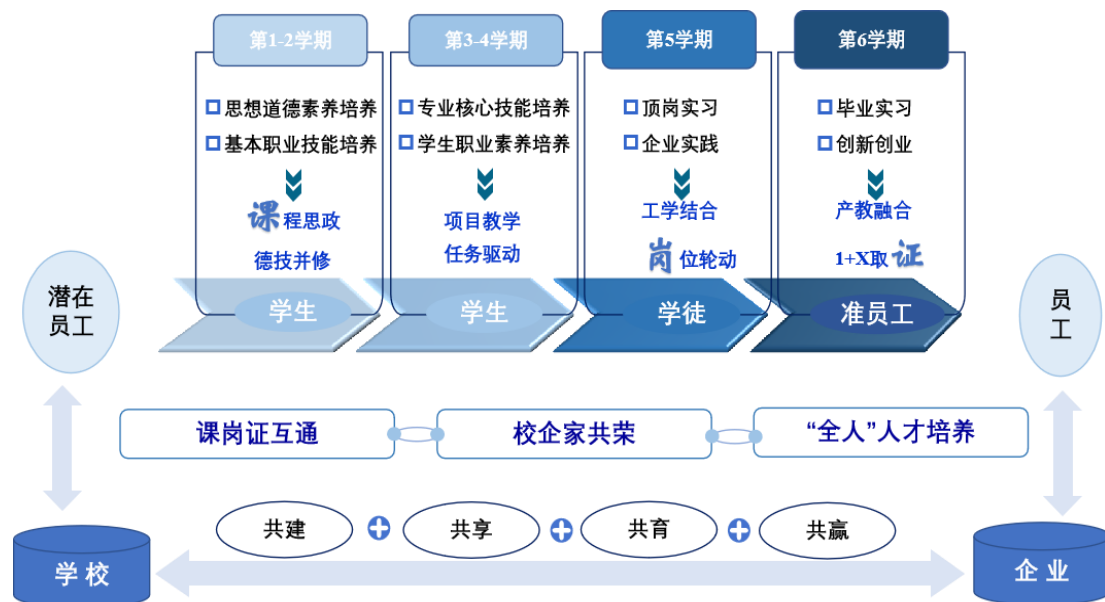 第1-2学期
思想道德素养培养
基本职业技能培养
课程思政
德技并修
学生
第3-4学期
专业核心技能培养
学生职业素养培养
项目教学
任务驱动
学生
第5学期
顶岗实习
企业实践
工学结合
岗位轮动
学徒
第6学期
毕业实习
创新创业
产教融合
1+X取证
准员工
潜在
员工
员
工
课岗证互通
校企家共荣
“全人”人才培养
共建
共享
共育
共赢
学校
企业